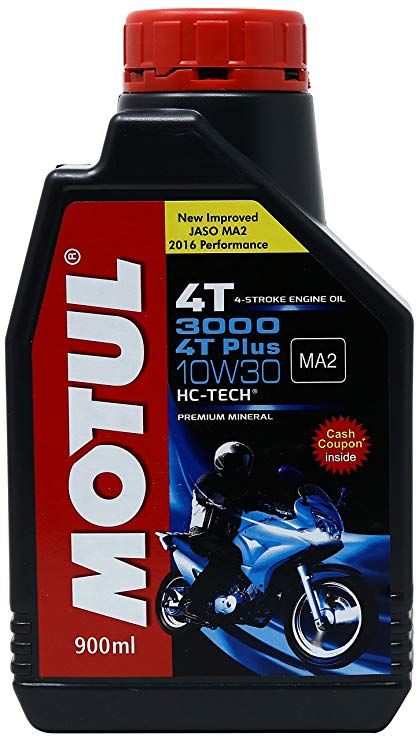 New Improved
JASO MA2
2016 Performance
MOTUL®
4T 4-STROKE ENGINE OIL
3000
4T Plus
10W30
MA2
HC-TECH®
PREMIUM MINERAL
Cash
Coupon*
inside
900ml